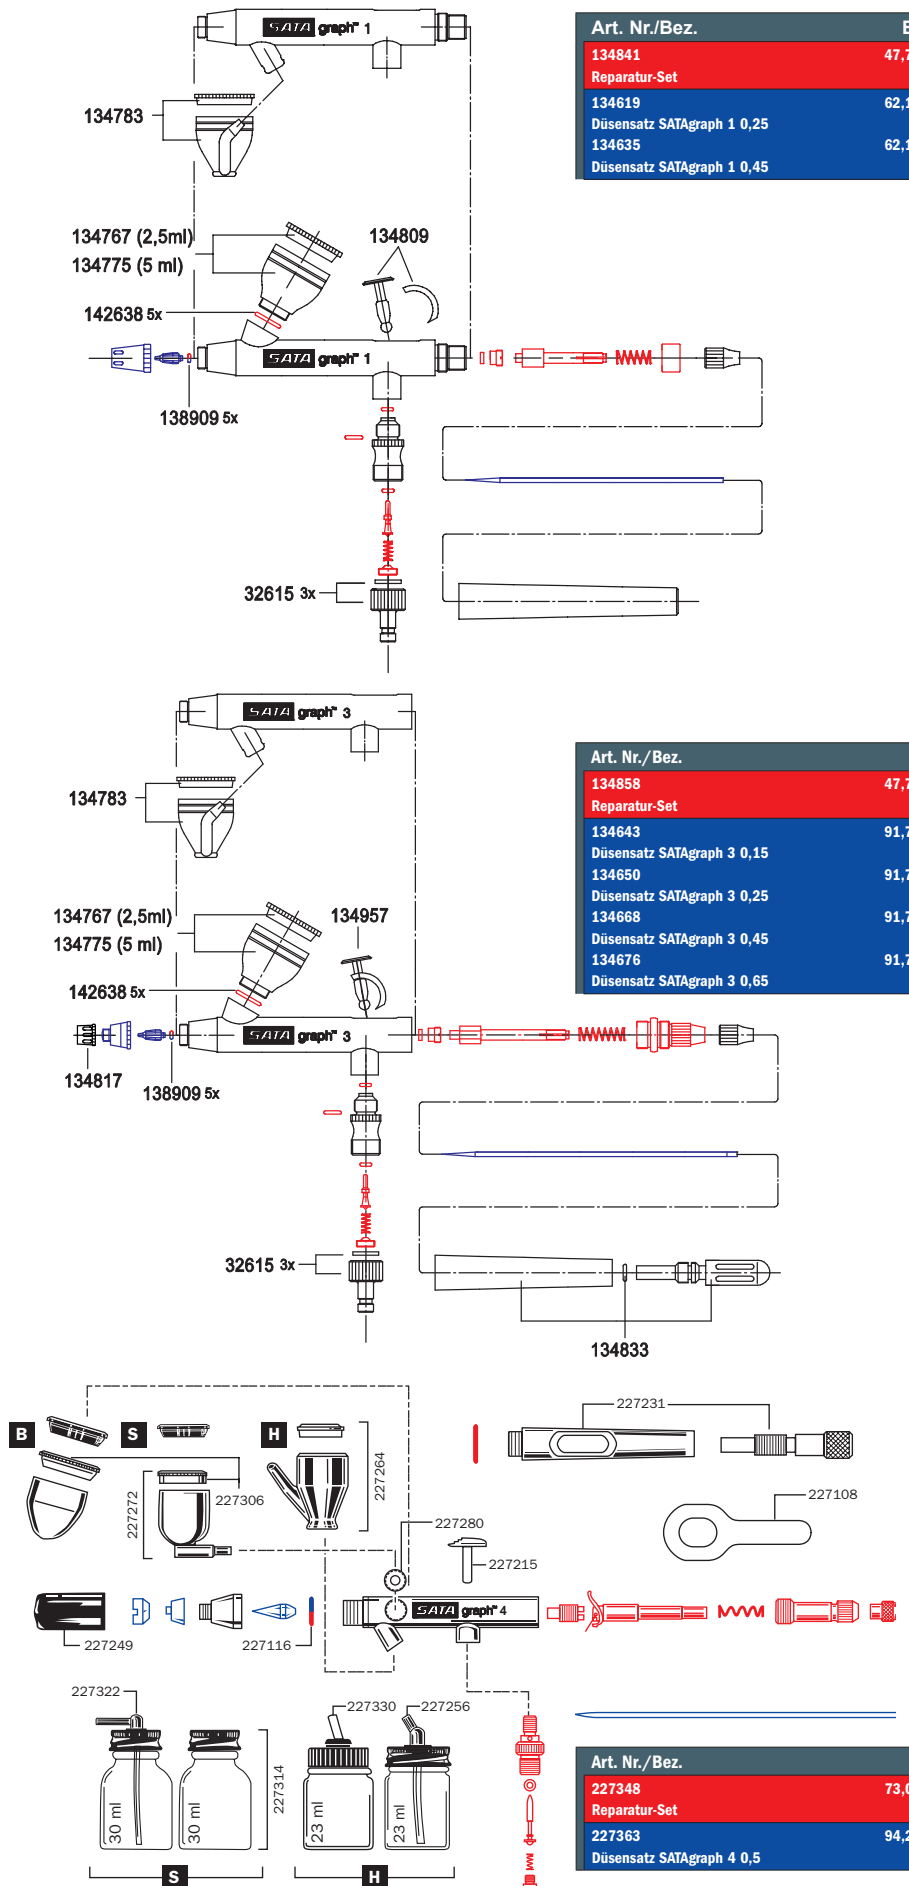 SATA graph™ 1
Art. Nr./Bez.
134841
Reparatur-Set
134619
Düsensatz SATAgraph 1 0,25
134635
Düsensatz SATAgraph 1 0,45
134783
134767 (2,5ml)
134775 (5 ml)
134809
142638 5x
SATA graph™ 1
138909 5x
32615 3x
SATA graph™ 3
Art. Nr./Bez.
134858
Reparatur-Set
134643
Düsensatz SATAgraph 3 0,15
134650
Düsensatz SATAgraph 3 0,25
134668
Düsensatz SATAgraph 3 0,45
134676
Düsensatz SATAgraph 3 0,65
134783
134767 (2,5ml)
134775 (5 ml)
134957
142638 5x
SATA graph™ 3
134817
138909 5x
32615 3x
134833
B
S
H
227231
227264
227272
227306
227108
227280
227215
SATA graph™ 4
227249
227116
227322
227330
227256
227314
30 ml
30 ml
23 ml
23 ml
S
H
Art. Nr./Bez.
227348
Reparatur-Set
227363
Düsensatz SATAgraph 4 0,5